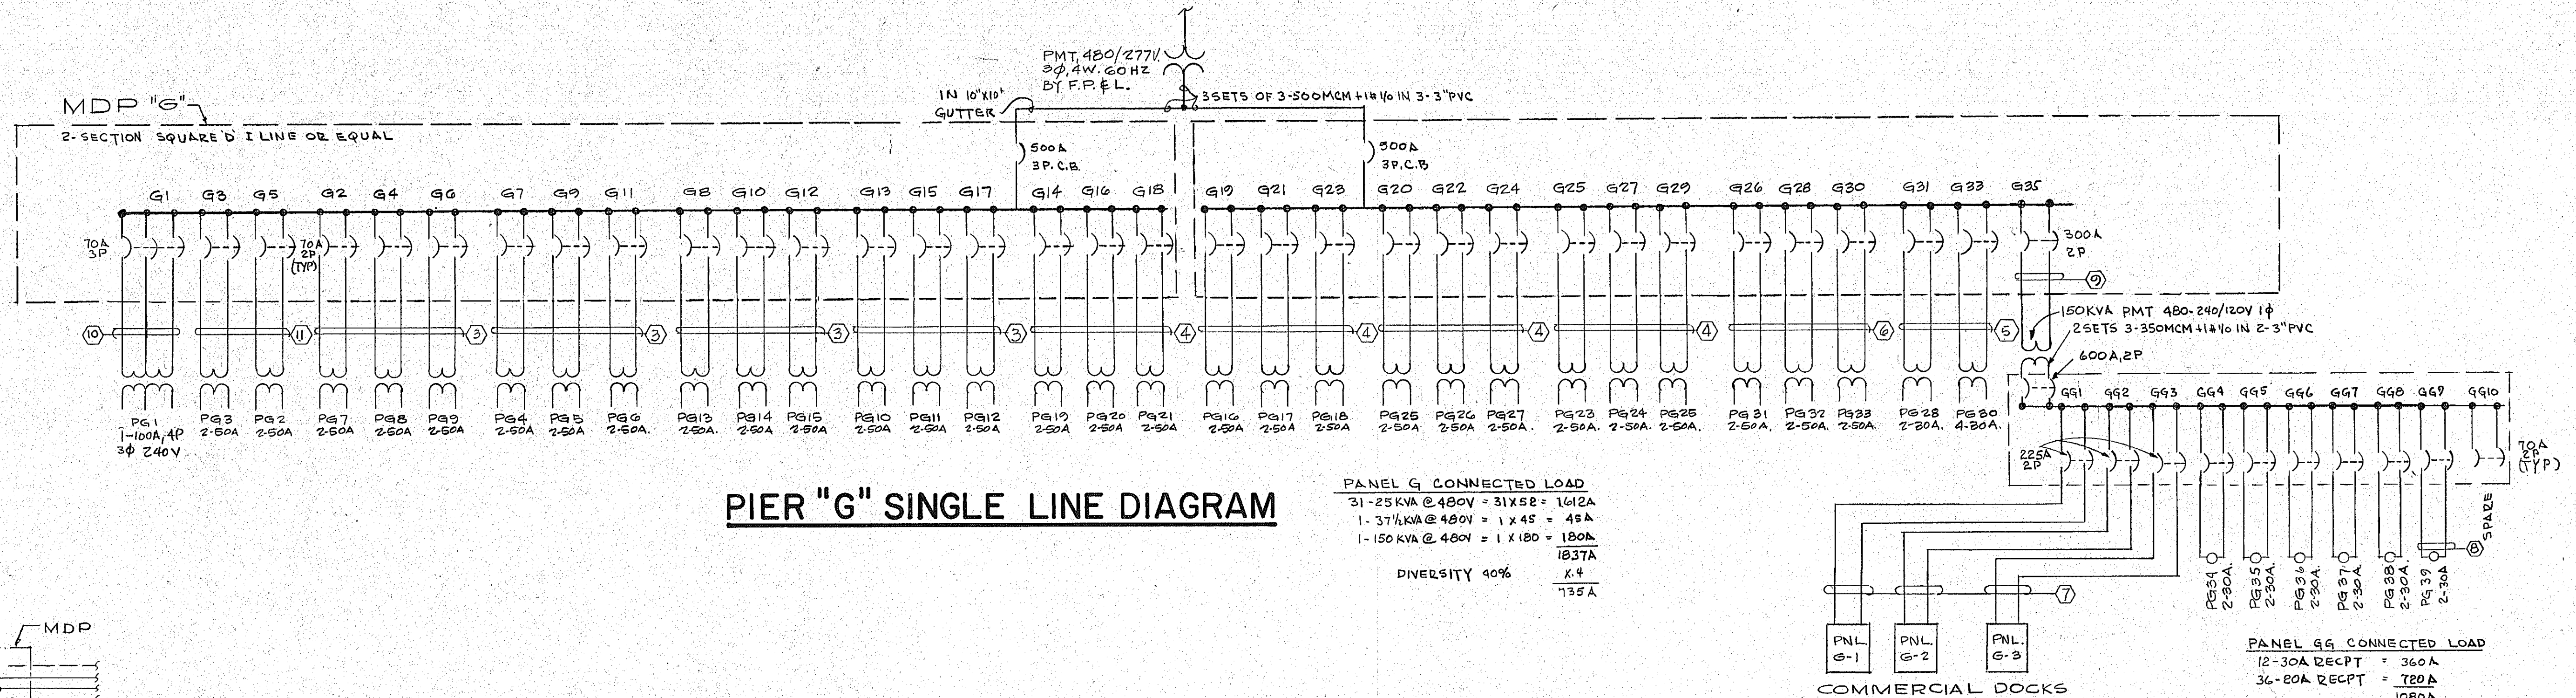 PMT, 480/277V.
3Φ, 4W. 60HZ
BY F.P. & L.
IN 10"X10"
GUTTER
3SETS OF 3-500MCM+1#1/0 IN 3-3"PVC
MDP "G"
2-SECTION SQUARE 'D' I LINE OR EQUAL
500A
3P.C.B.
500A
3P.C.B
G1 G3 G5 G2 G4 G6 G7 G9 G11 G8 G10 G12 G13 G15 G17 G14 G16 G18 G19 G21 G23 G20 G22 G24 G25 G27 G29 G26 G28 G30 G31 G33 G35
70A
3P
70A
2P
(TYP)
300A
2P
9
10 11 3 3 3 3 4 4 4 4 6 5
150KVA PMT 480-240/120V 1Φ
2SETS 3-350MCM+1#1/0 IN 2-3"PVC
600A, 2P
PG1
1-100A, 4P
3Φ 240V
PG3
2-50A
PG2
2-50A
PG7
2-50A
PG8
2-50A
PG9
2-50A
PG4
2-50A
PG5
2-50A
PG6
2-50A.
PG13
2-50A.
PG14
2-50A
PG15
2-50A
PG10
2-50A
PG11
2-50A
PG12
2-50A
PG19
2-50A
PG20
2-50A
PG21
2-50A
PG16
2-50A
PG17
2-50A
PG18
2-50A
PG25
2-50A
PG26
2-50A
PG27
2-50A.
PG23
2-50A.
PG24
2-50A.
PG25
2-50A.
PG31
2-50A.
PG32
2-50A.
PG33
2-50A.
PG28
2-30A.
PG30
4-30A.
GG1 GG2 GG3 GG4 GG5 GG6 GG7 GG8 GG9 GG10
225A
2P
70A
2P
(TYP)
SPARE
8
PG34
2-30A.
PG35
2-30A.
PG36
2-30A.
PG37
2-30A.
PG38
2-30A.
PG39
2-30A
7
PNL.
G-1
PNL.
G-2
PNL.
G-3
COMMERCIAL DOCKS
PIER "G" SINGLE LINE DIAGRAM
PANEL G CONNECTED LOAD
31-25KVA @ 480V = 31X52 = 1612A
1-37½KVA @ 480V = 1 X 45 = 45A
1-150 KVA @ 480V = 1 X 180 = 180A
1837A
DIVERSITY 40% X.4
735A
MDP
PANEL GG CONNECTED LOAD
12-30A RECPT = 360A
36-20A RECPT = 720A
1080A